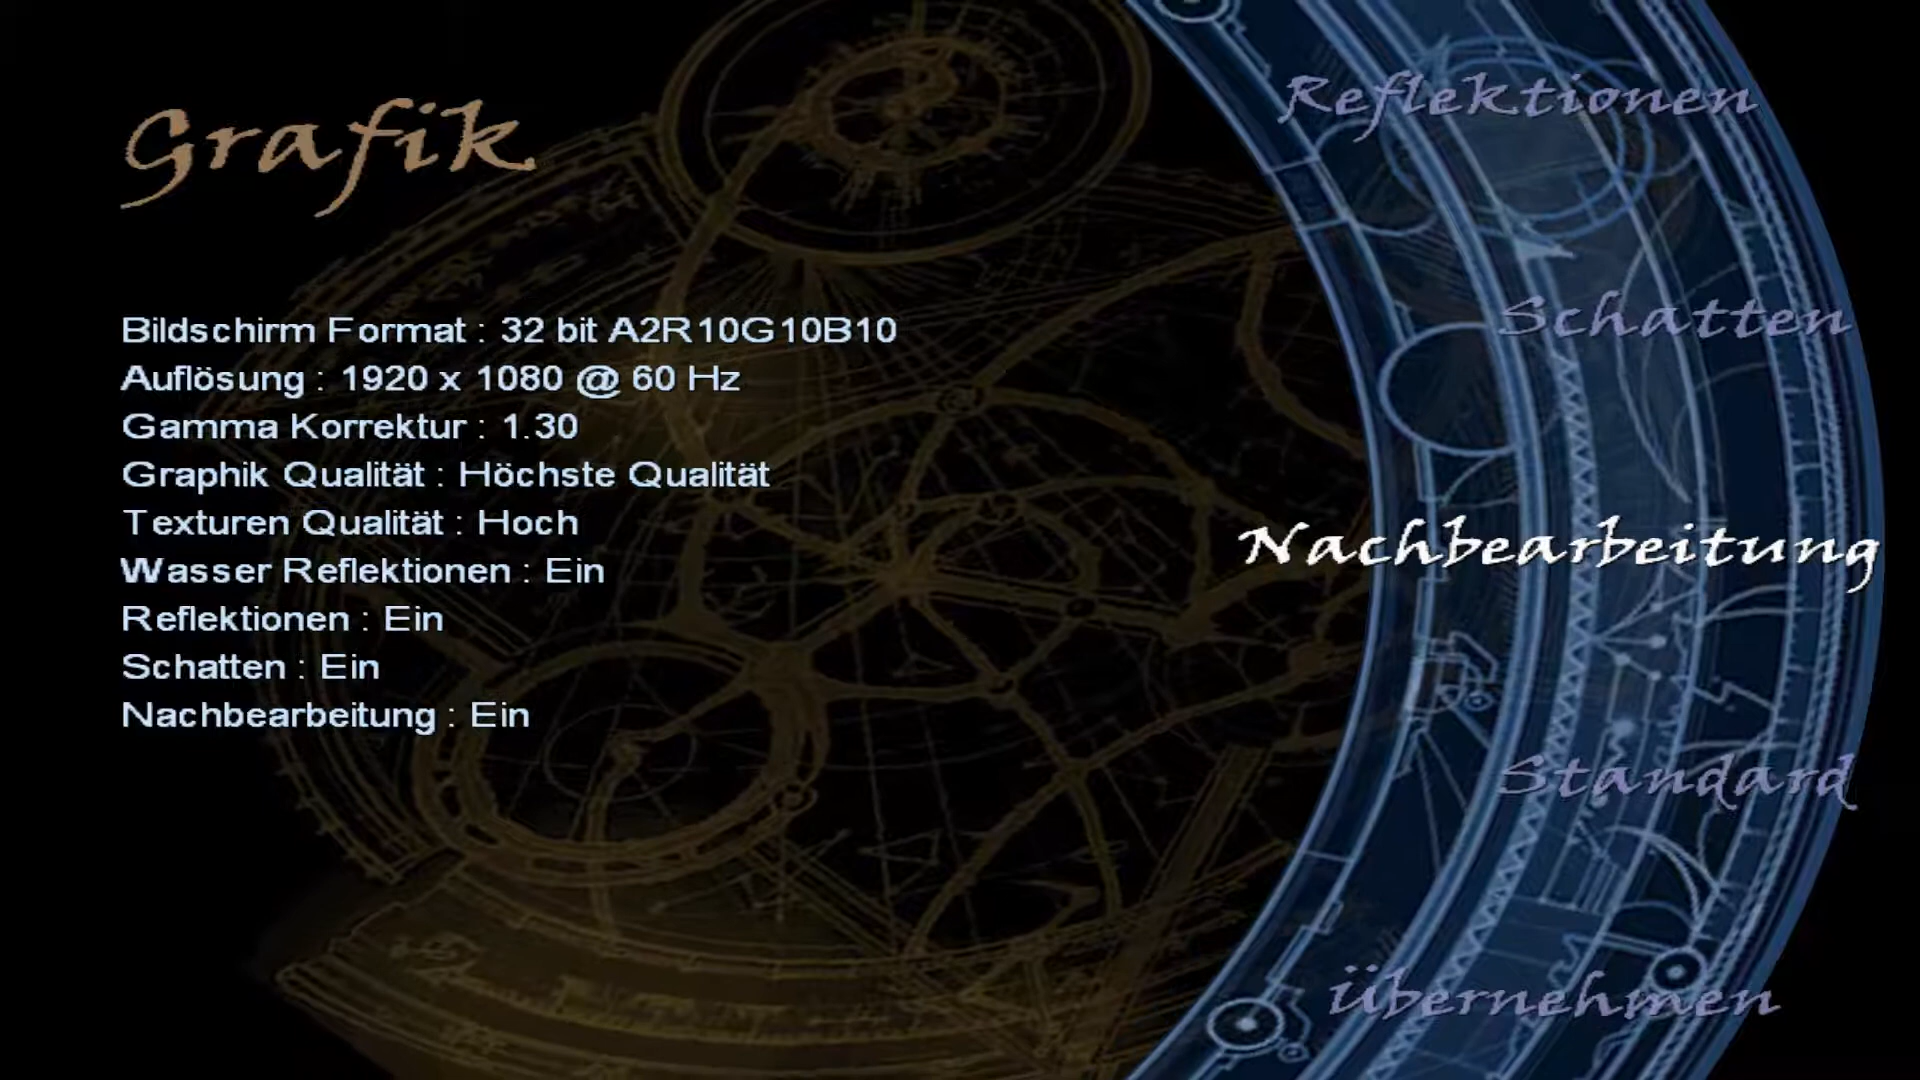 Grafik
Bildschirm Format : 32 bit A2R10G10B10
Auflösung : 1920 x 1080 @ 60 Hz
Gamma Korrektur : 1.30
Graphik Qualität : Höchste Qualität
Texturen Qualität : Hoch
Wasser Reflektionen : Ein
Reflektionen : Ein
Schatten : Ein
Nachbearbeitung : Ein
Reflektionen
Schatten
Nachbearbeitung
Standard
Übernehmen